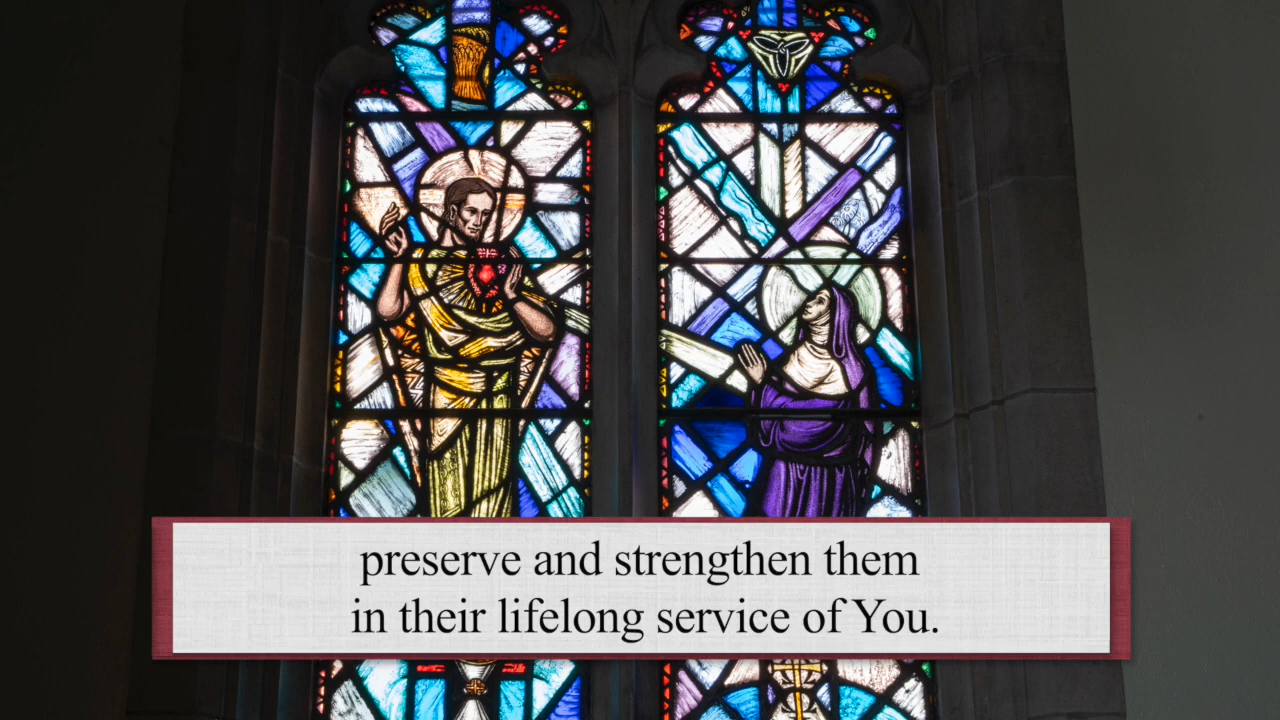 preserve and strengthen them
in their lifelong service of You.